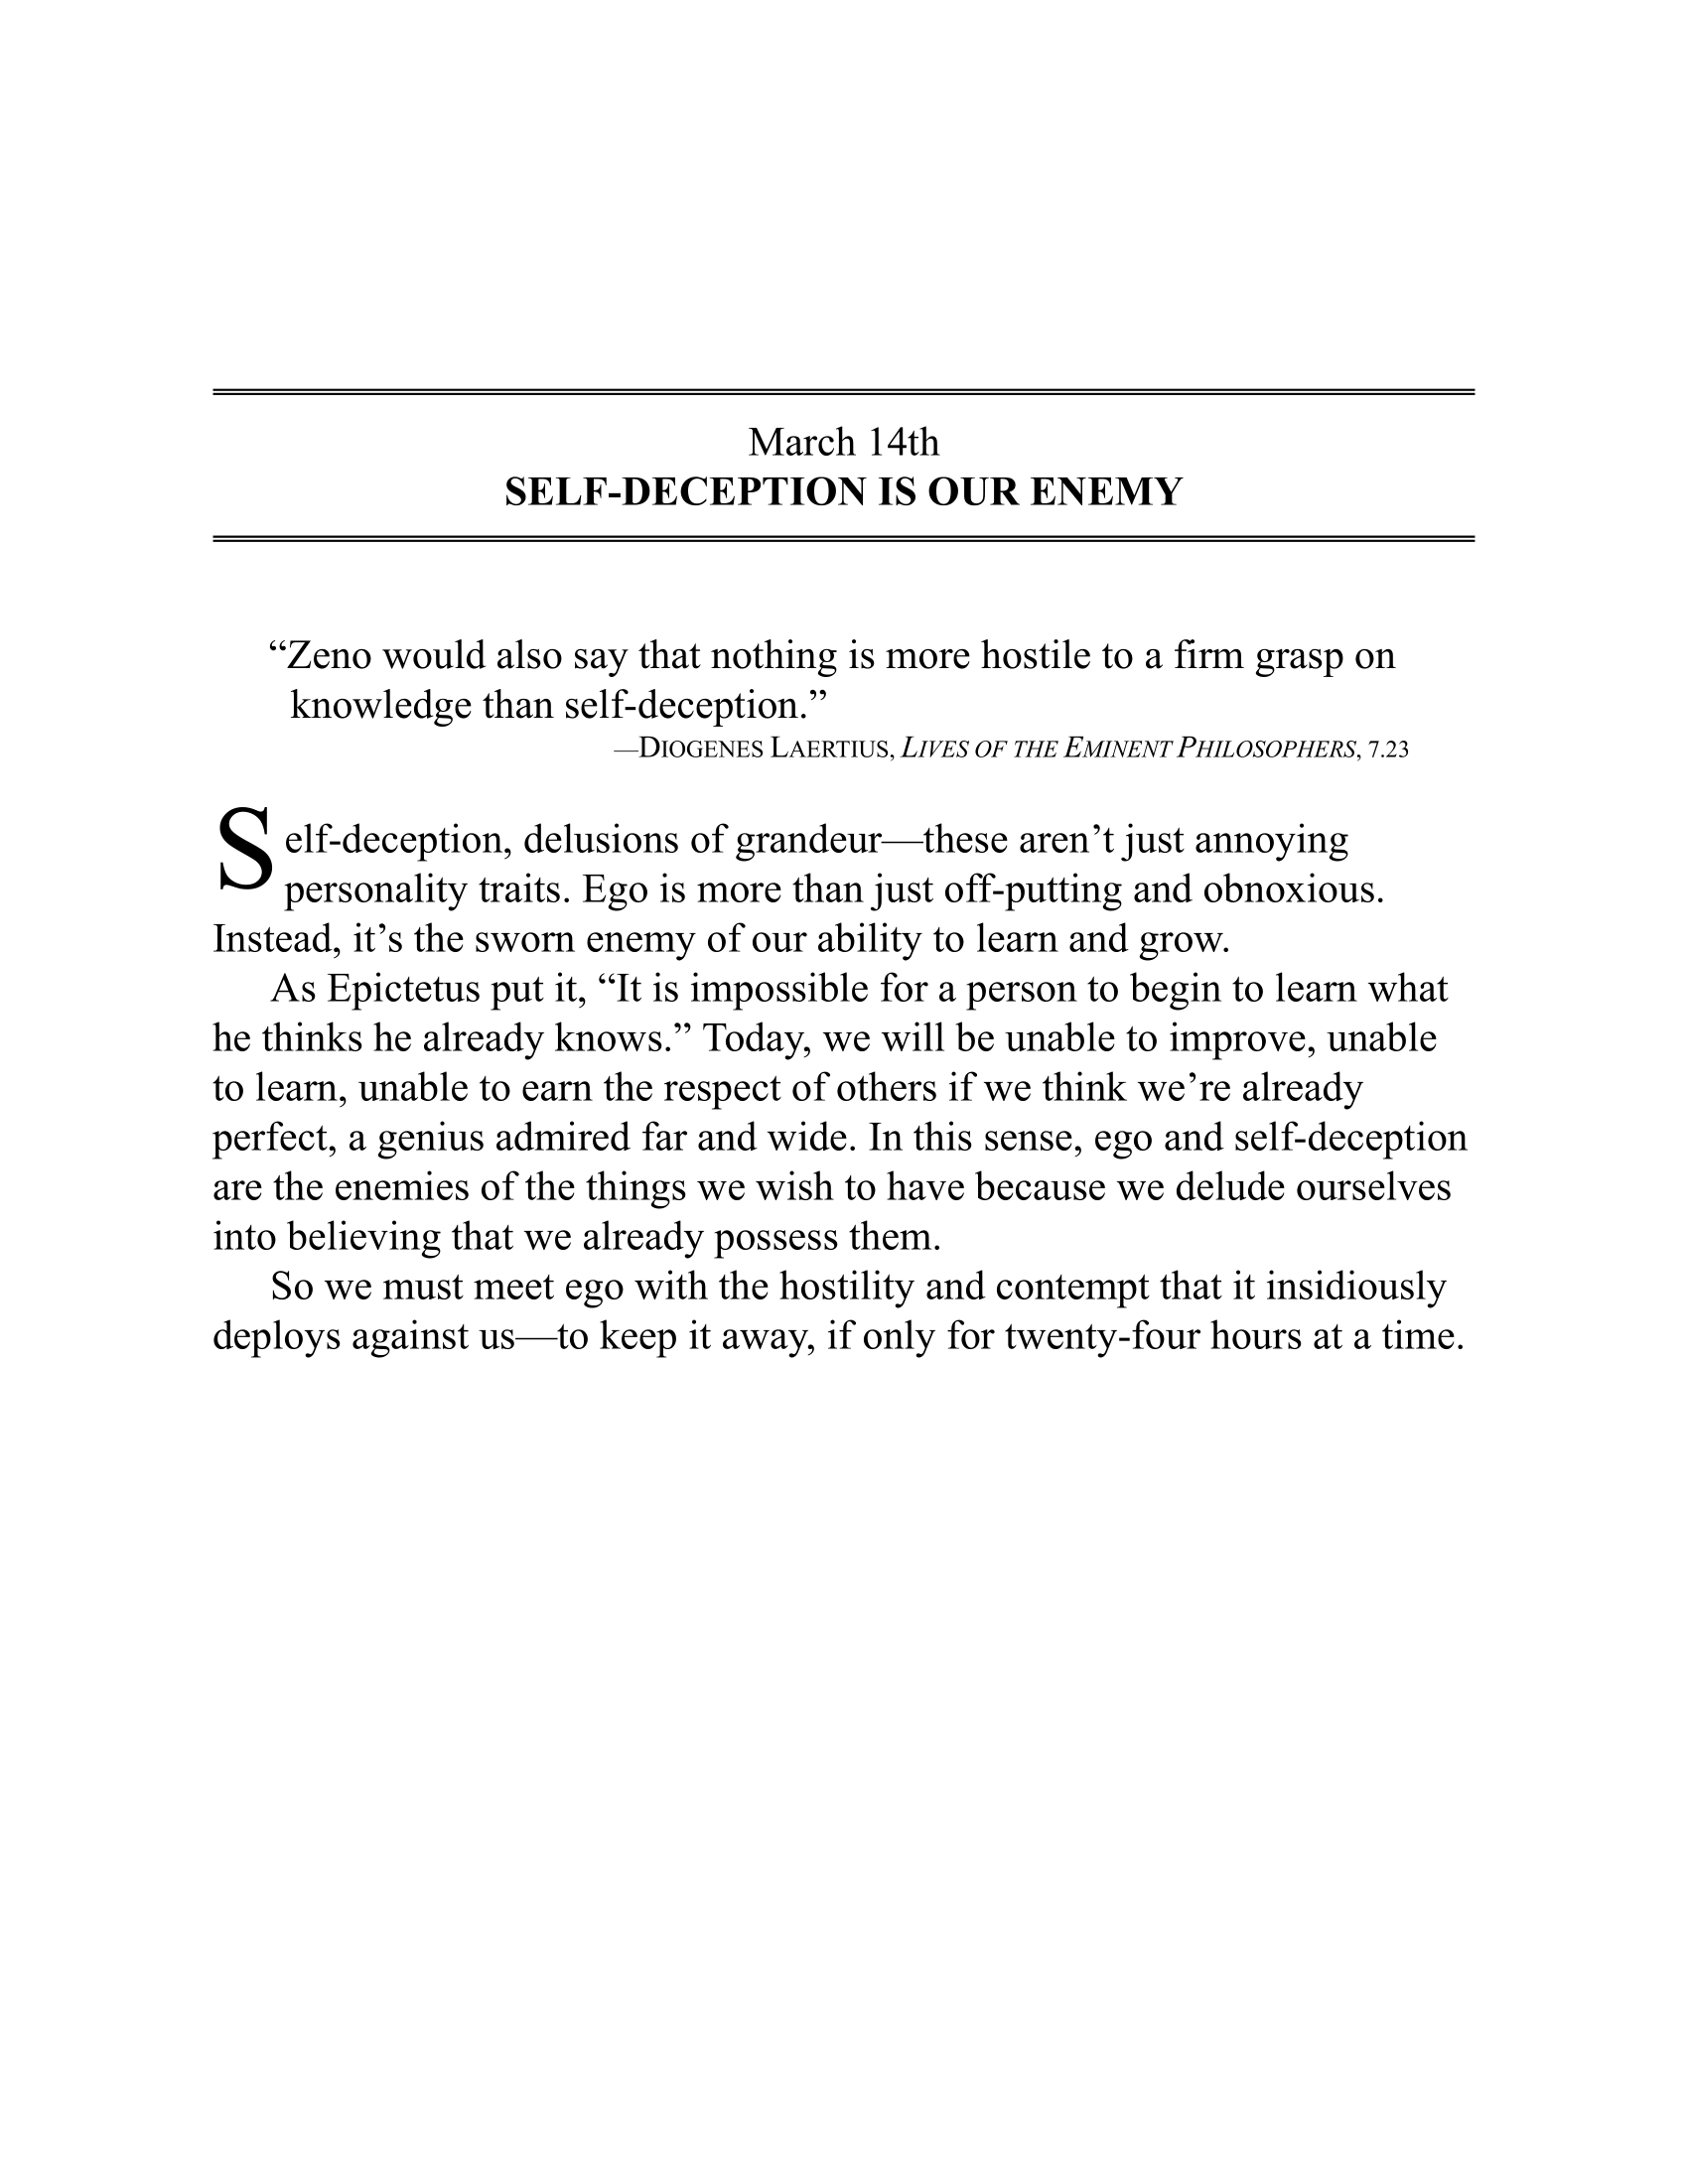 March 14th
SELF-DECEPTION IS OUR ENEMY
“Zeno would also say that nothing is more hostile to a firm grasp on
knowledge than self-deception.”
—DIOGENES LAERTIUS, LIVES OF THE EMINENT PHILOSOPHERS, 7.23
Self-deception, delusions of grandeur—these aren’t just annoying
personality traits. Ego is more than just off-putting and obnoxious.
Instead, it’s the sworn enemy of our ability to learn and grow.
As Epictetus put it, “It is impossible for a person to begin to learn what
he thinks he already knows.” Today, we will be unable to improve, unable
to learn, unable to earn the respect of others if we think we’re already
perfect, a genius admired far and wide. In this sense, ego and self-deception
are the enemies of the things we wish to have because we delude ourselves
into believing that we already possess them.
So we must meet ego with the hostility and contempt that it insidiously
deploys against us—to keep it away, if only for twenty-four hours at a time.